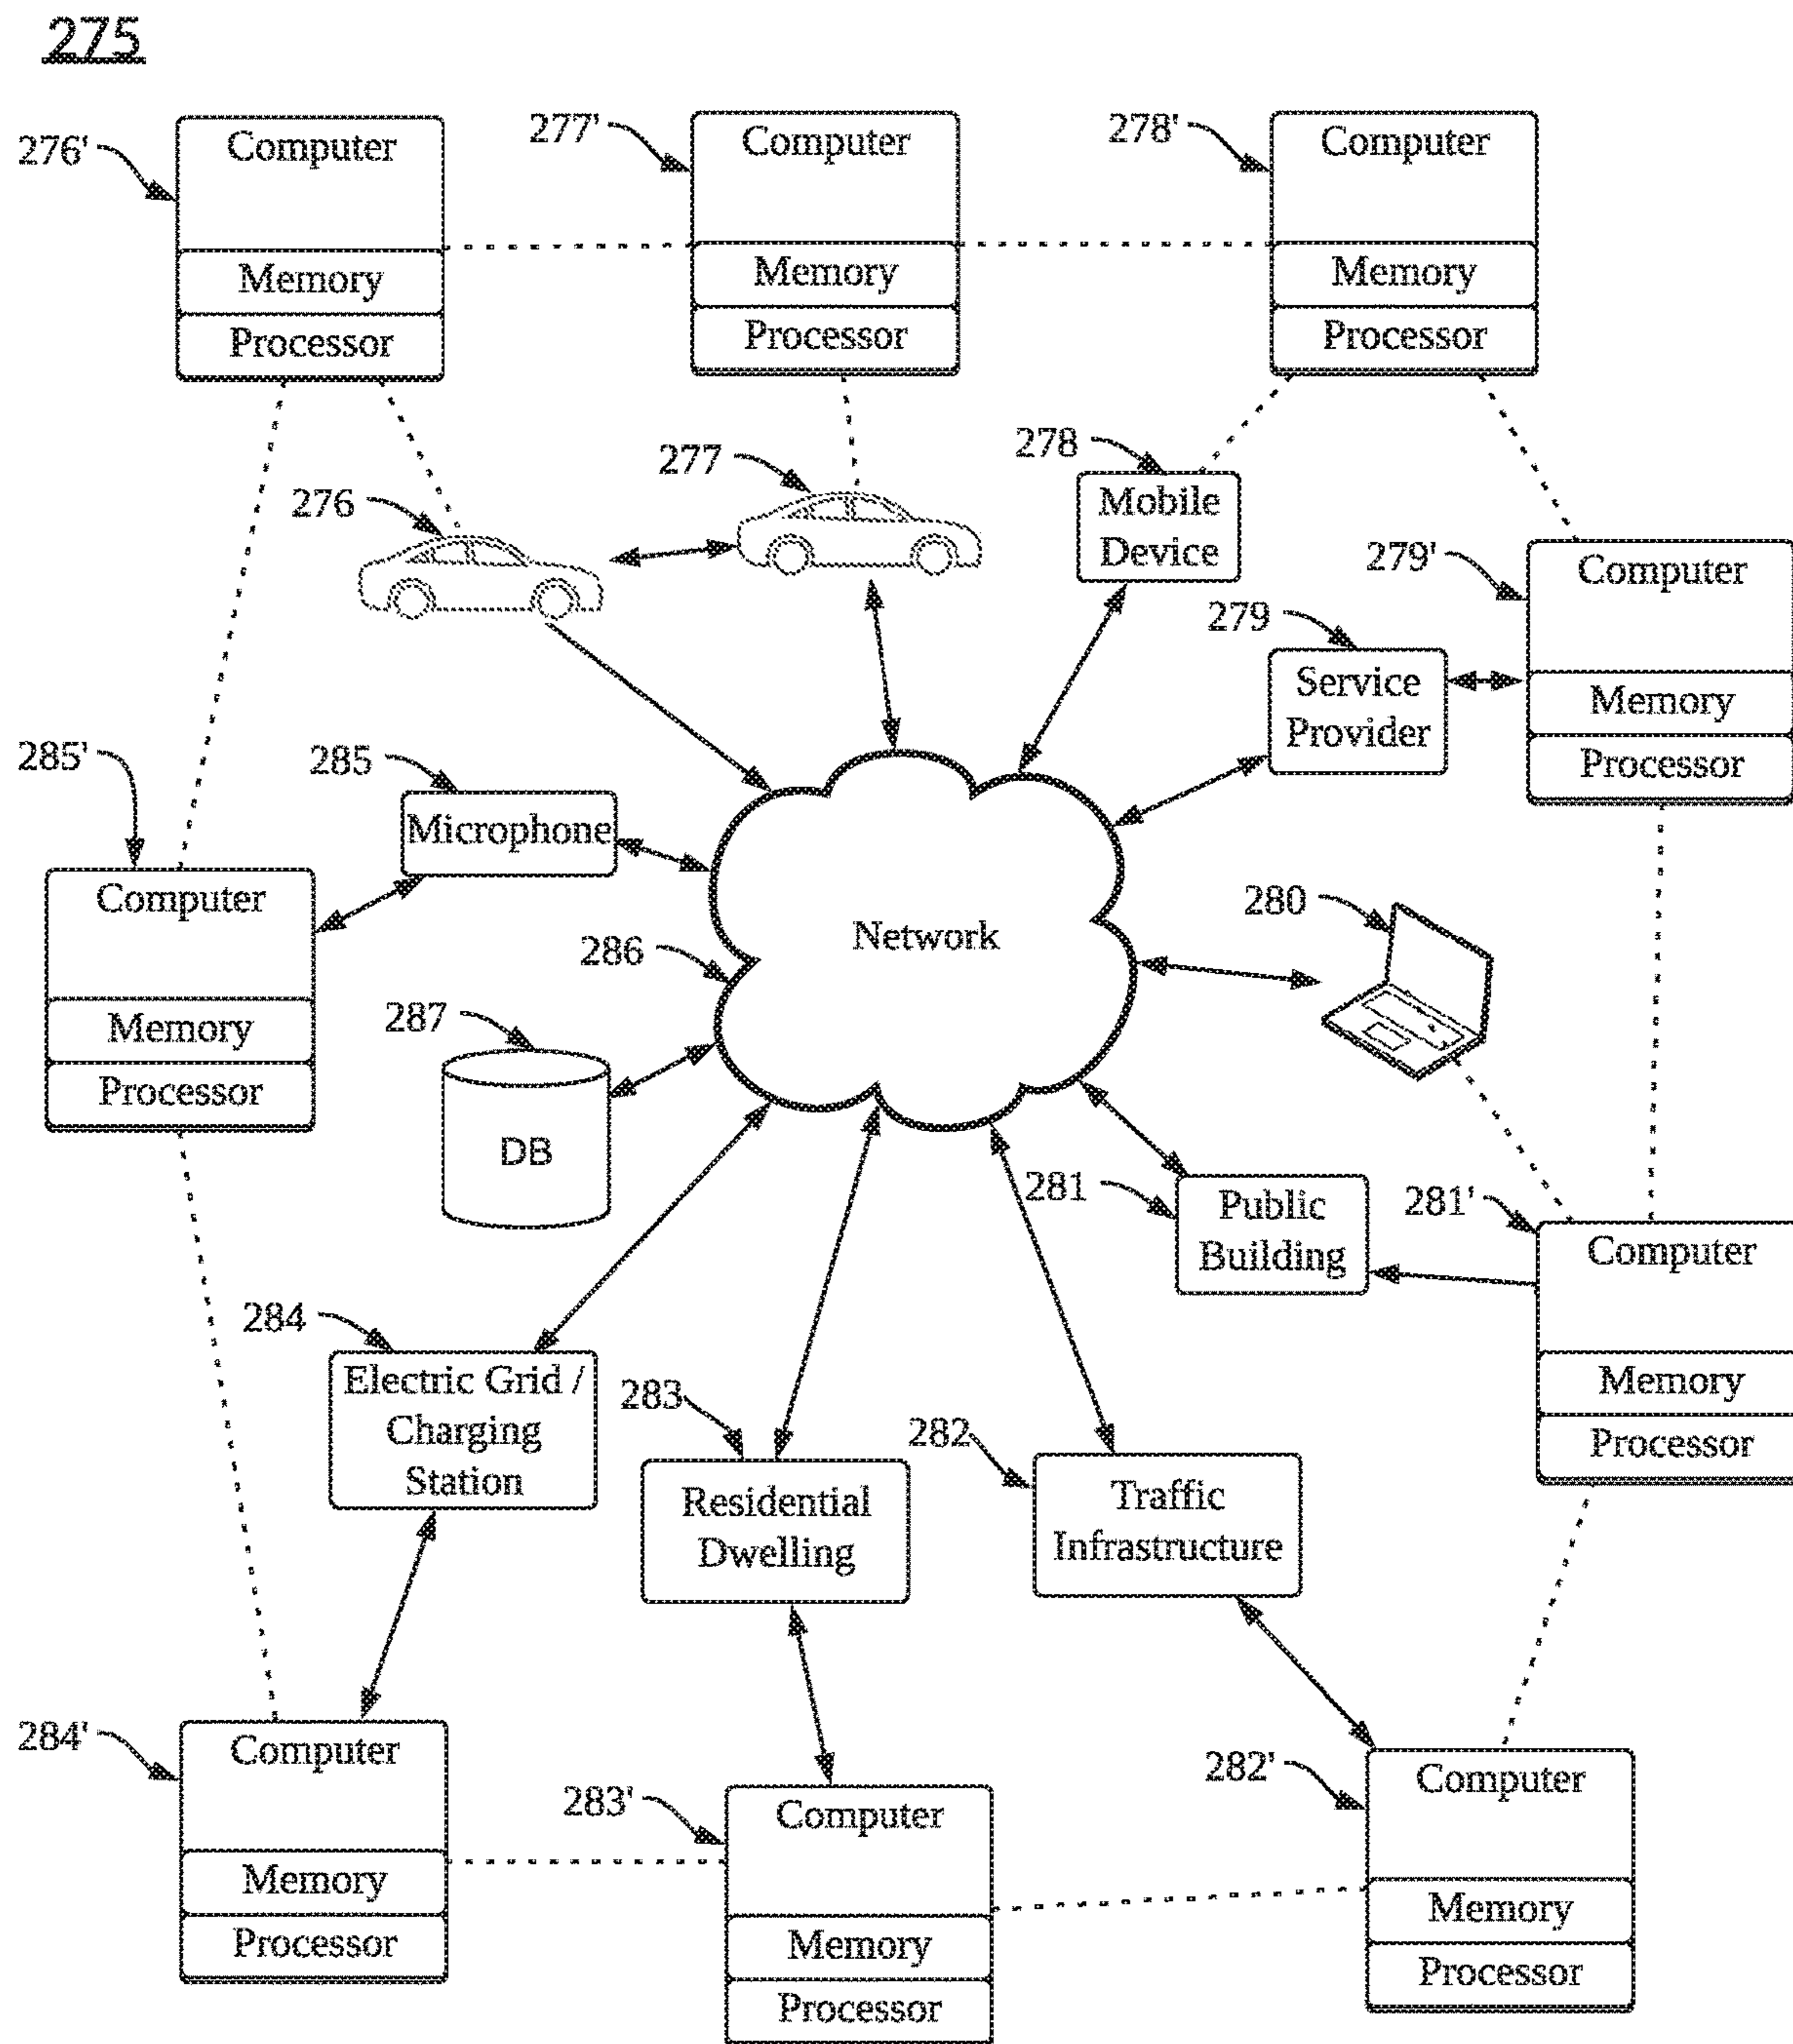 275
276'
Computer
Memory
Processor
277'
Computer
Memory
Processor
278'
Computer
Memory
Processor
276
277
278
Mobile
Device
279'
Computer
Memory
Processor
279
Service
Provider
285'
Computer
Memory
Processor
285
Microphone
286
Network
280
287
DB
281
Public
Building
281'
Computer
Memory
Processor
284
Electric Grid /
Charging
Station
283
Residential
Dwelling
282
Traffic
Infrastructure
284'
Computer
Memory
Processor
283'
Computer
Memory
Processor
282'
Computer
Memory
Processor